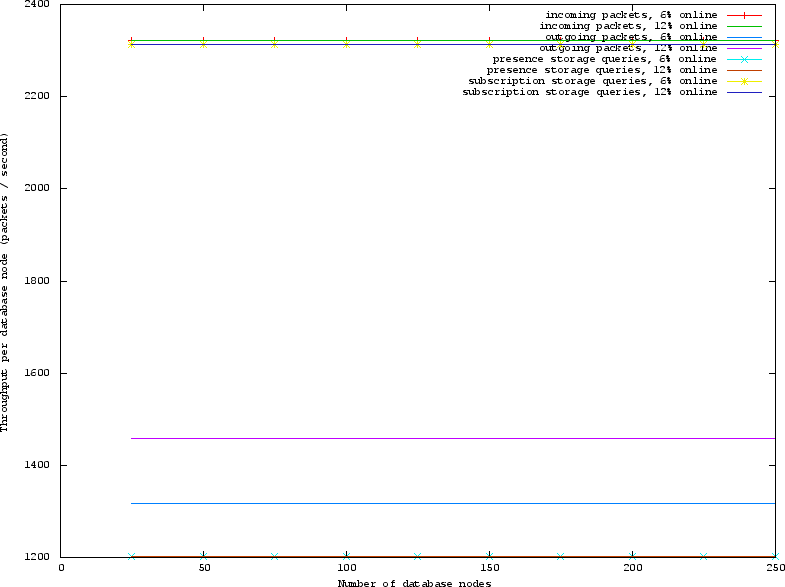 2400
2200
2000
1800
1600
1400
1200
0
50
100
150
200
250
Throughput per database node (packets / second)
Number of database nodes
incoming packets, 6% online
incoming packets, 12% online
outgoing packets, 6% online
outgoing packets, 12% online
presence storage queries, 6% online
presence storage queries, 12% online
subscription storage queries, 6% online
subscription storage queries, 12% online